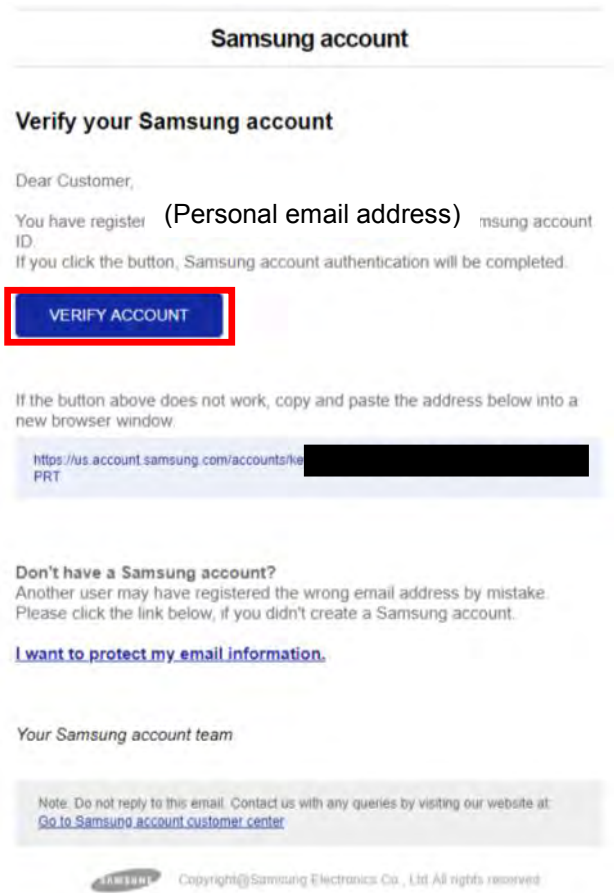 Samsung account
Verify your Samsung account
Dear Customer,
You have register (Personal email address) msung account
ID.
If you click the button, Samsung account authentication will be completed.
VERIFY ACCOUNT
If the button above does not work, copy and paste the address below into a
new browser window.
https://us.account.samsung.com/accounts/ke
PRT
Don't have a Samsung account?
Another user may have registered the wrong email address by mistake.
Please click the link below, if you didn't create a Samsung account.
I want to protect my email information.
Your Samsung account team
Note. Do not reply to this email. Contact us with any queries by visiting our website at:
Go to Samsung account customer center
SAMSUNG Copyright@Samsung Electronics Co., Ltd All rights reserved